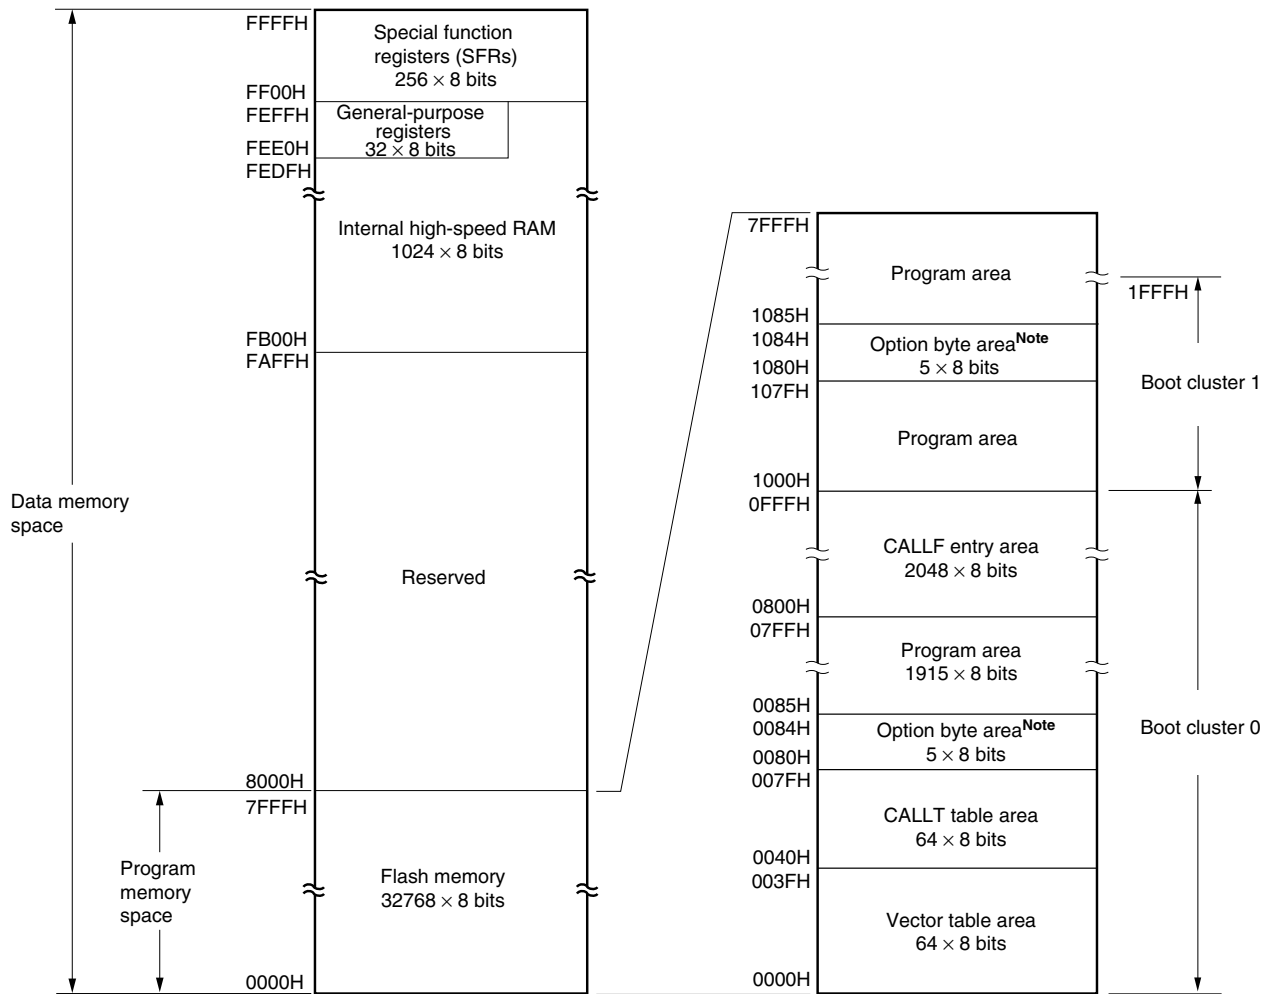 FFFFH
Special function
registers (SFRs)
256 × 8 bits
FF00H
FEFFH
General-purpose
registers
32 × 8 bits
FEE0H
FEDFH
Internal high-speed RAM
1024 × 8 bits
FB00H
FAFFH
Data memory
space
Reserved
8000H
7FFFH
Program
memory
space
Flash memory
32768 × 8 bits
0000H
7FFFH
Program area
1FFFH
1085H
1084H
Option byte areaNote
5 × 8 bits
1080H
107FH
Boot cluster 1
Program area
1000H
0FFFH
CALLF entry area
2048 × 8 bits
0800H
07FFH
Program area
1915 × 8 bits
0085H
0084H
Option byte areaNote
5 × 8 bits
Boot cluster 0
0080H
007FH
CALLT table area
64 × 8 bits
0040H
003FH
Vector table area
64 × 8 bits
0000H